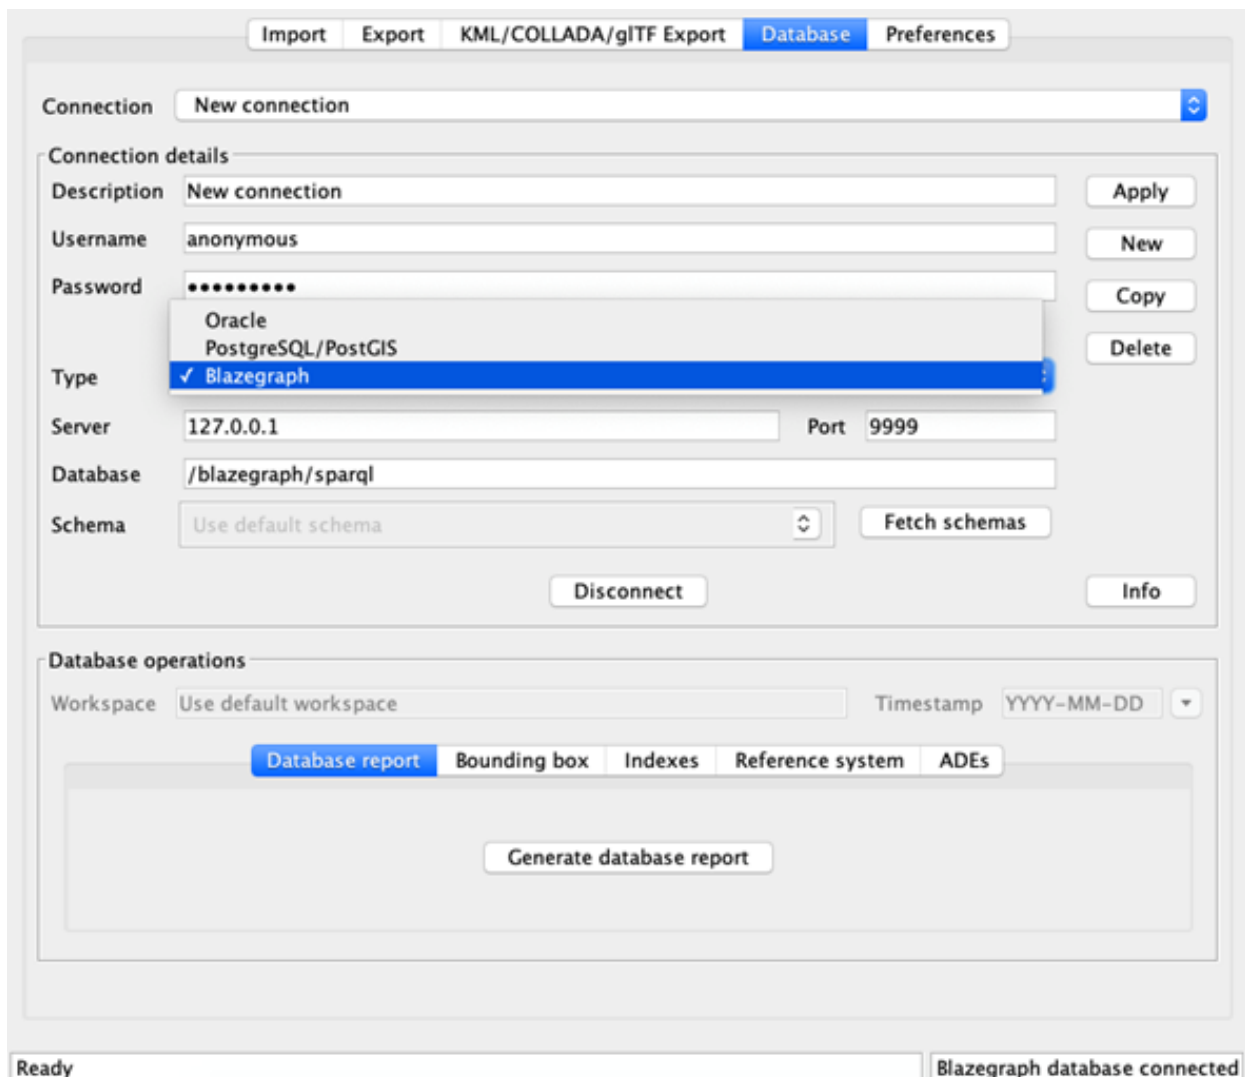 Import Export KML/COLLADA/glTF Export Database Preferences
Connection New connection
Connection details
Description New connection Apply
Username anonymous New
Password ••••••••• Copy
Oracle
PostgreSQL/PostGIS Delete
Type ✓ Blazegraph
Server 127.0.0.1 Port 9999
Database /blazegraph/sparql
Schema Use default schema Fetch schemas
Disconnect Info
Database operations
Workspace Use default workspace Timestamp YYYY-MM-DD
Database report Bounding box Indexes Reference system ADEs
Generate database report
Ready Blazegraph database connected